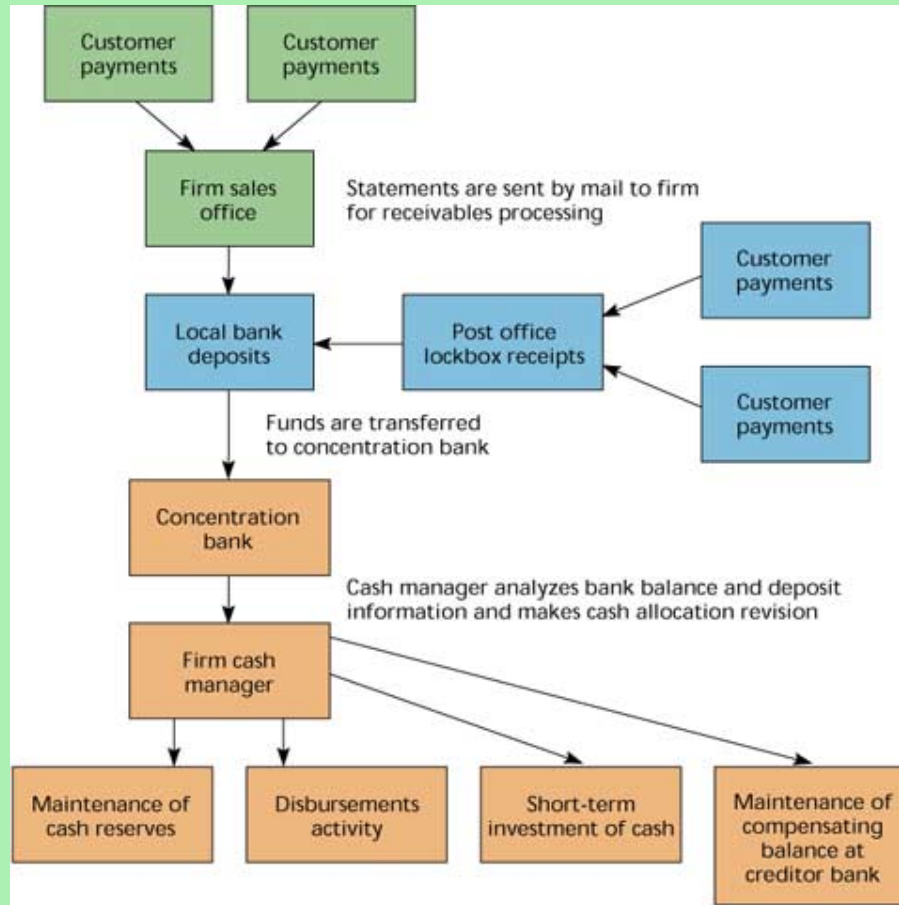 Customer
payments
Customer
payments
Firm sales
office
Statements are sent by mail to firm
for receivables processing
Customer
payments
Local bank
deposits
Post office
lockbox receipts
Customer
payments
Funds are transferred
to concentration bank
Concentration
bank
Cash manager analyzes bank balance and deposit
information and makes cash allocation revision
Firm cash
manager
Maintenance of
cash reserves
Disbursements
activity
Short-term
investment of cash
Maintenance of
compensating
balance at
creditor bank